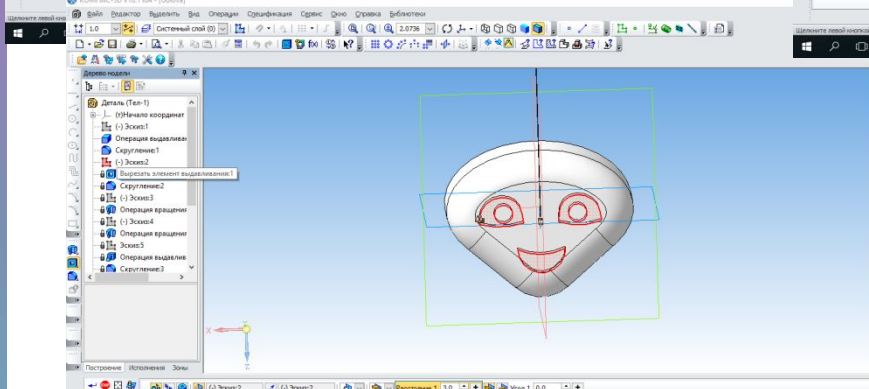 Файл Редактор Выделить Вид Операции Спецификация Сервис Окно Справка Библиотеки
1.0 Системный слой (0) 2.0736
Дерево модели
Деталь (Тел-1)
(т)Начало координат
(-) Эскиз:1
Операция выдавливан
Скругление:1
(-) Эскиз:2
Вырезать элемент выдавливания:1
Скругление:2
(-) Эскиз:3
Операция вращения
(-) Эскиз:4
Операция вращения
Эскиз:5
Операция выдавлив
Скругление:3
X
Z
Построение Исполнения Зоны
(-) Эскиз:2 (-) Эскиз:2 Расстояние 1 3.0 Угол 1 0.0
Щелкните левой кно
Щелкните левой кнопкой